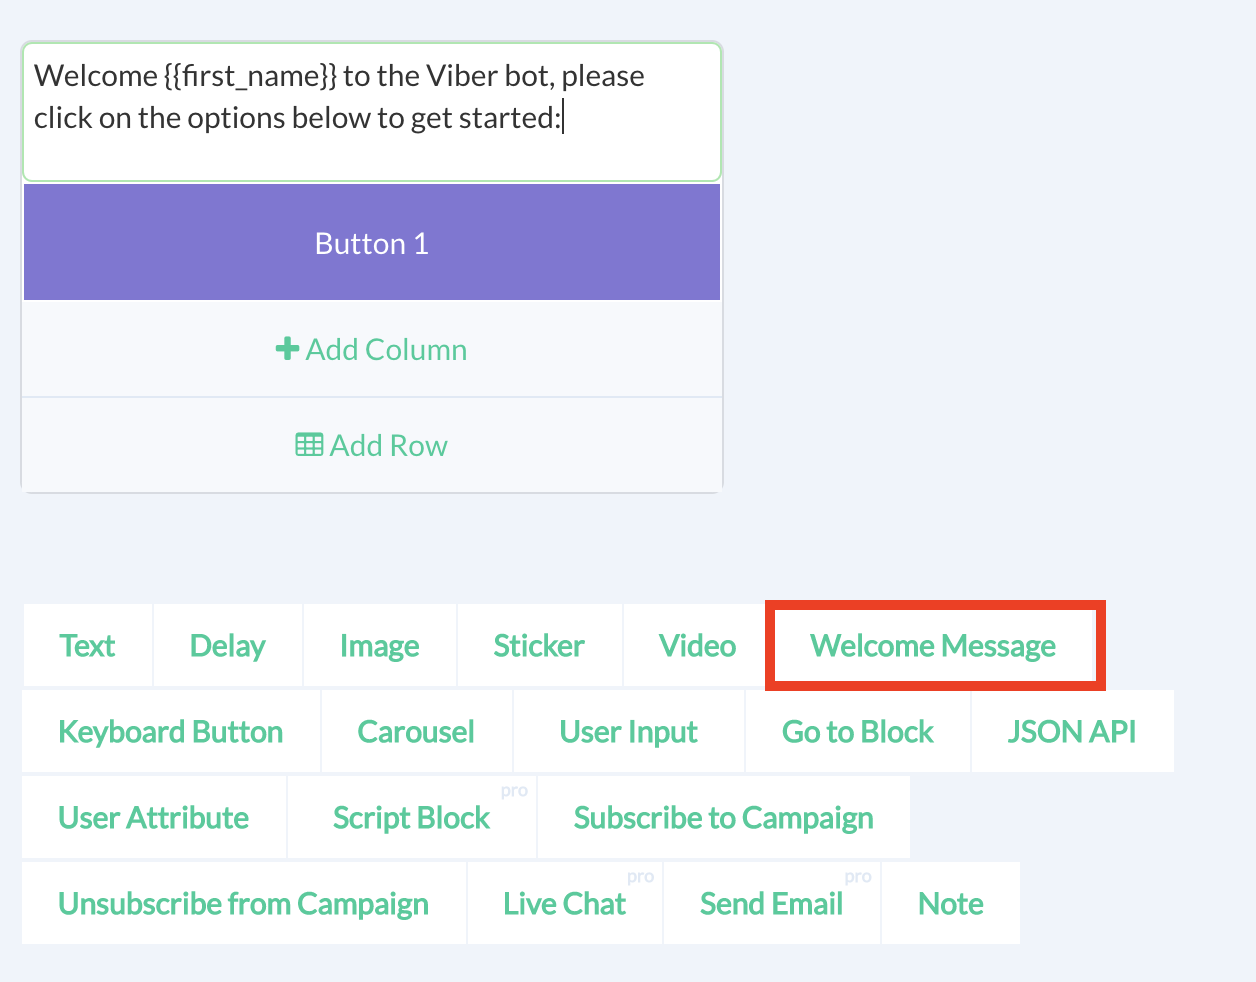 Welcome {{first_name}} to the Viber bot, please
click on the options below to get started:
Button 1
Add Column
Add Row
Text Delay Image Sticker Video Welcome Message
Keyboard Button Carousel User Input Go to Block JSON API
User Attribute Script Block pro Subscribe to Campaign
Unsubscribe from Campaign Live Chat pro Send Email pro Note